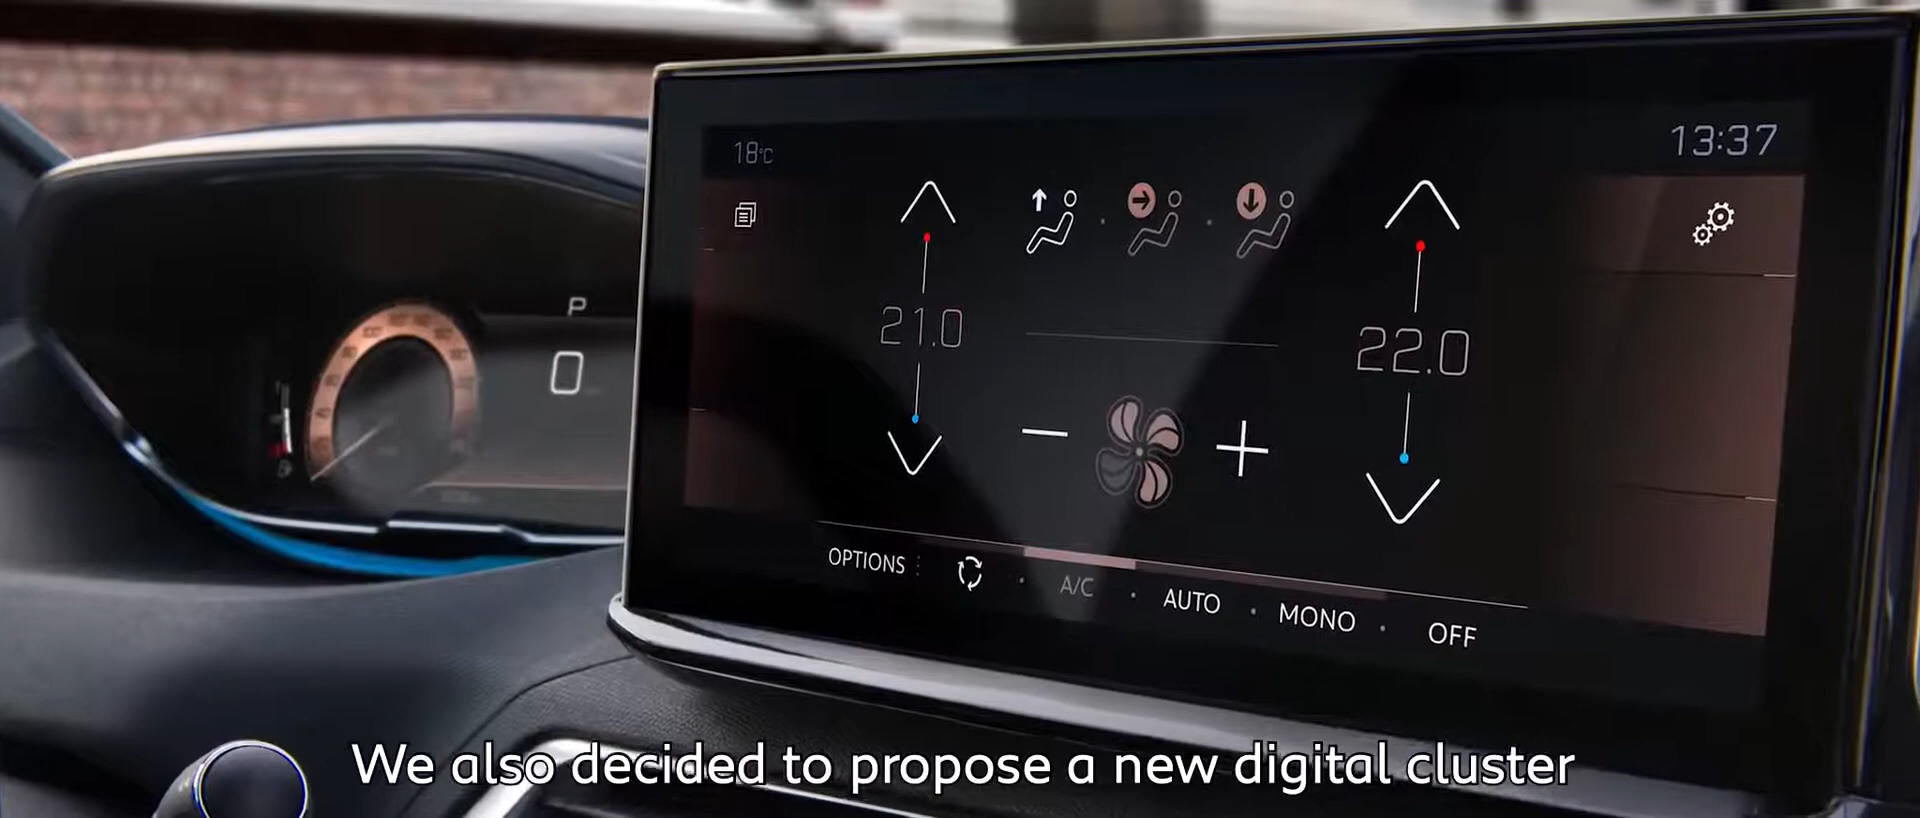 18°C
13:37
P
0
21.0
22.0
OPTIONS
A/C
AUTO
MONO
OFF
We also decided to propose a new digital cluster